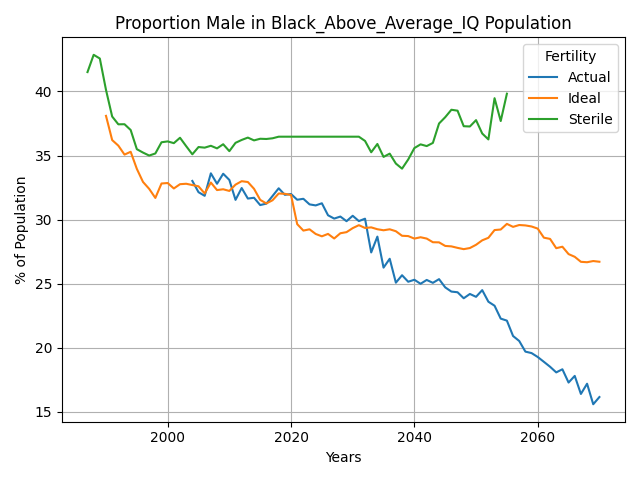 Proportion Male in Black_Above_Average_IQ Population
Fertility
Actual
Ideal
Sterile
% of Population
40
35
30
25
20
15
2000
2020
2040
2060
Years